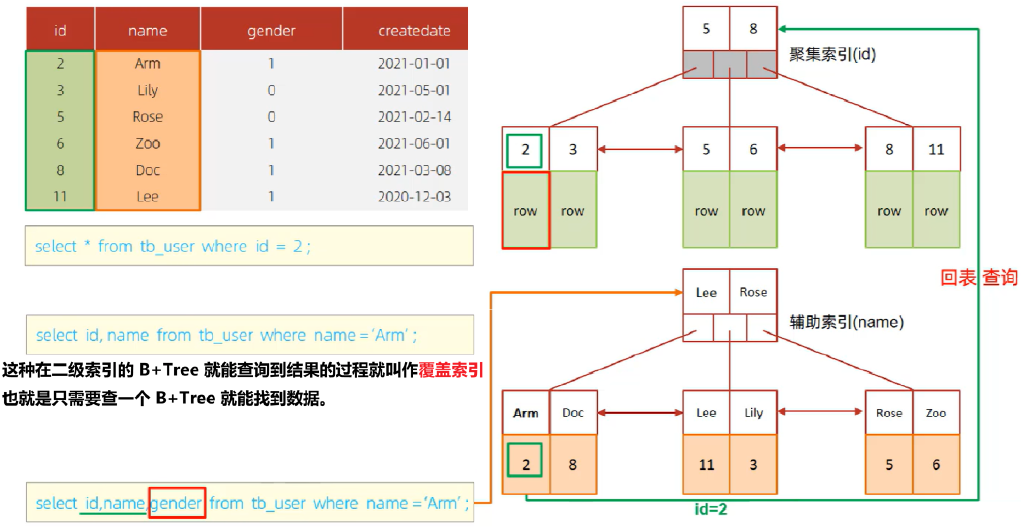 id name gender createdate
2 Arm 1 2021-01-01
3 Lily 0 2021-05-01
5 Rose 0 2021-02-14
6 Zoo 1 2021-06-01
8 Doc 1 2021-03-08
11 Lee 1 2020-12-03
select * from tb_user where id = 2 ;
select id, name from tb_user where name = ‘Arm’ ;
这种在二级索引的 B+Tree 就能查询到结果的过程就叫作覆盖索引
也就是只需要查一个 B+Tree 就能找到数据。
select id,name,gender from tb_user where name = ‘Arm’ ;
5 8
聚集索引(id)
2 3 5 6 8 11
row row row row row row
回表 查询
Lee Rose
辅助索引(name)
Arm Doc Lee Lily Rose Zoo
2 8 11 3 5 6
id=2